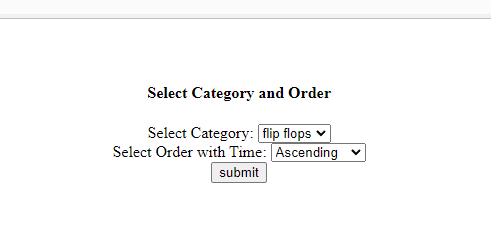 Select Category and Order
Select Category: flip flops
Select Order with Time: Ascending
submit